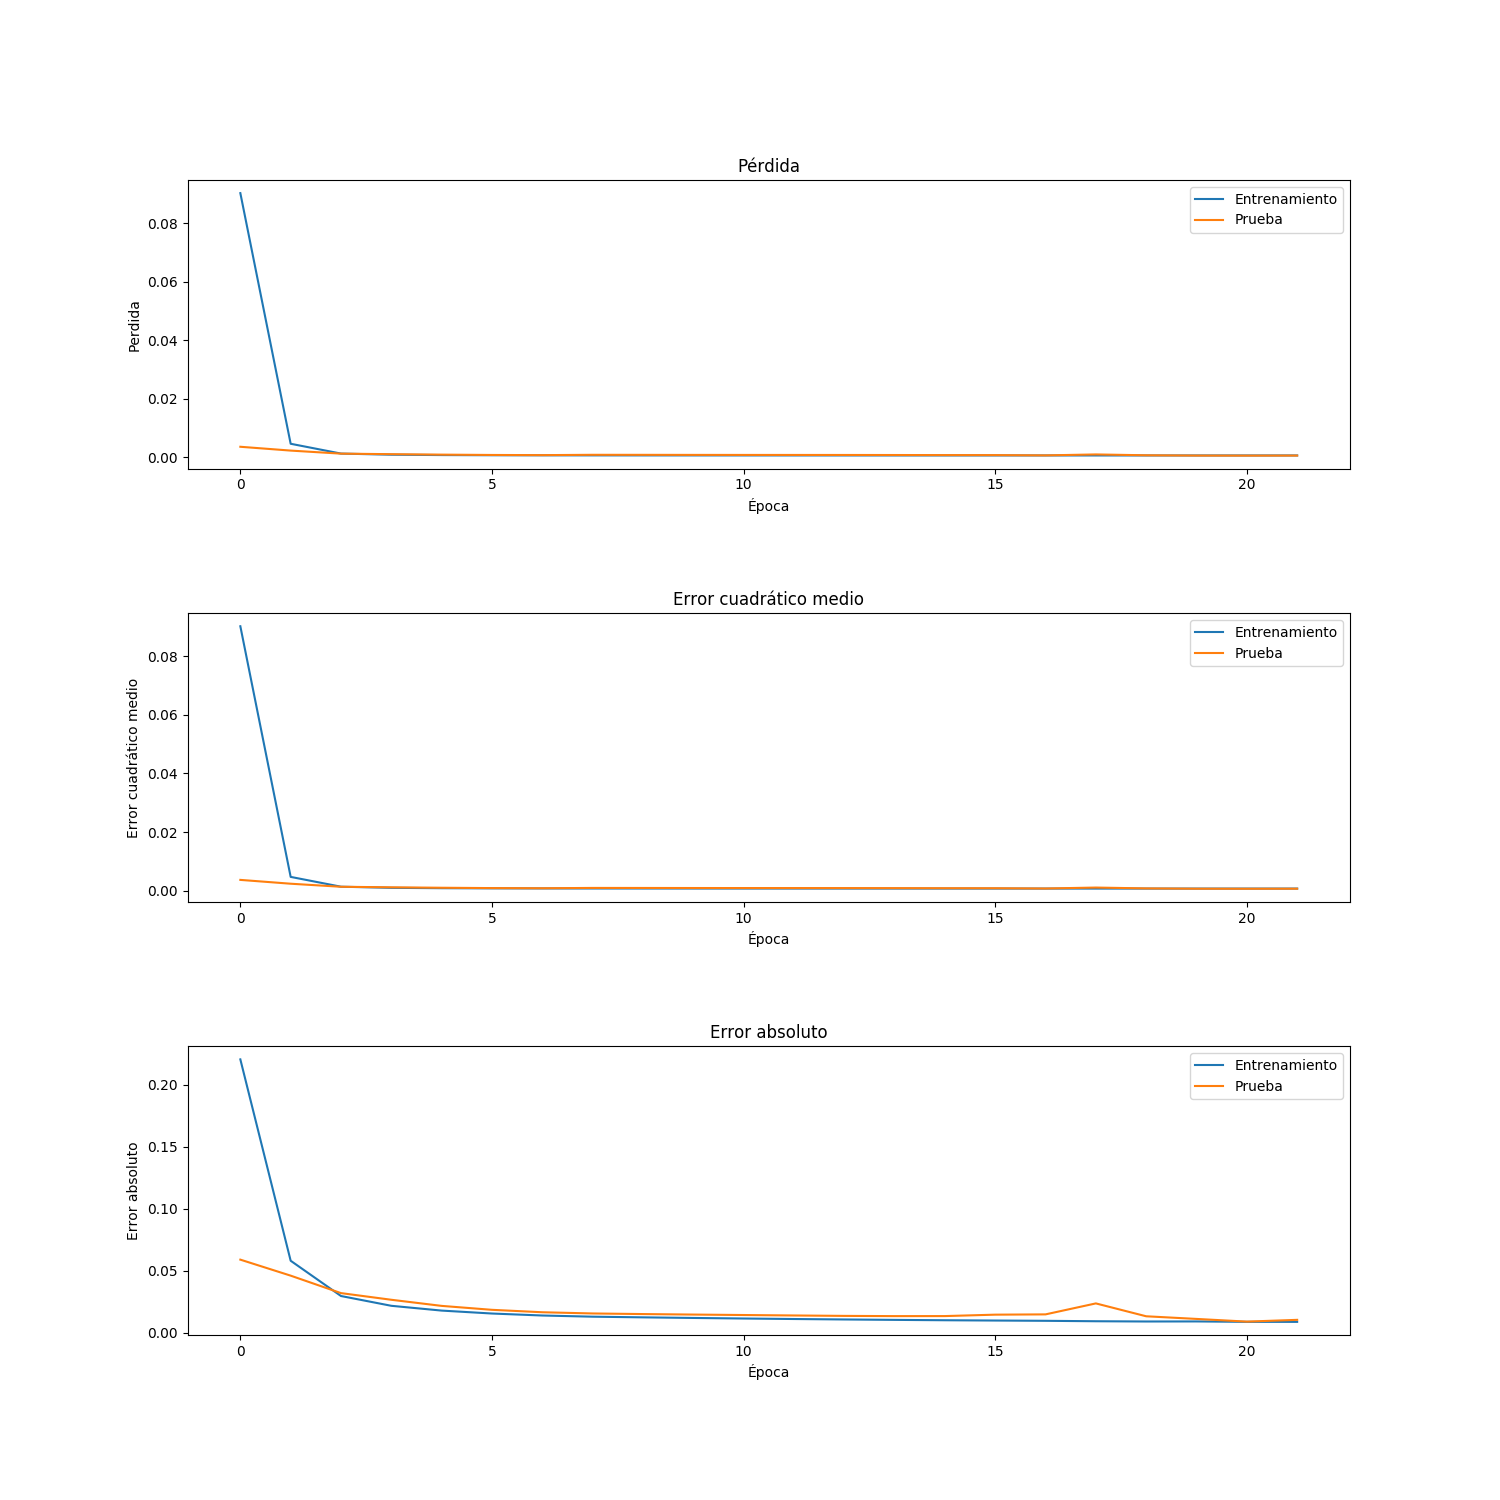 Pérdida
Perdida
0.08
0.06
0.04
0.02
0.00
0 5 10 15 20
Época
Entrenamiento
Prueba
Error cuadrático medio
Error cuadrático medio
0.08
0.06
0.04
0.02
0.00
0 5 10 15 20
Época
Entrenamiento
Prueba
Error absoluto
Error absoluto
0.20
0.15
0.10
0.05
0.00
0 5 10 15 20
Época
Entrenamiento
Prueba